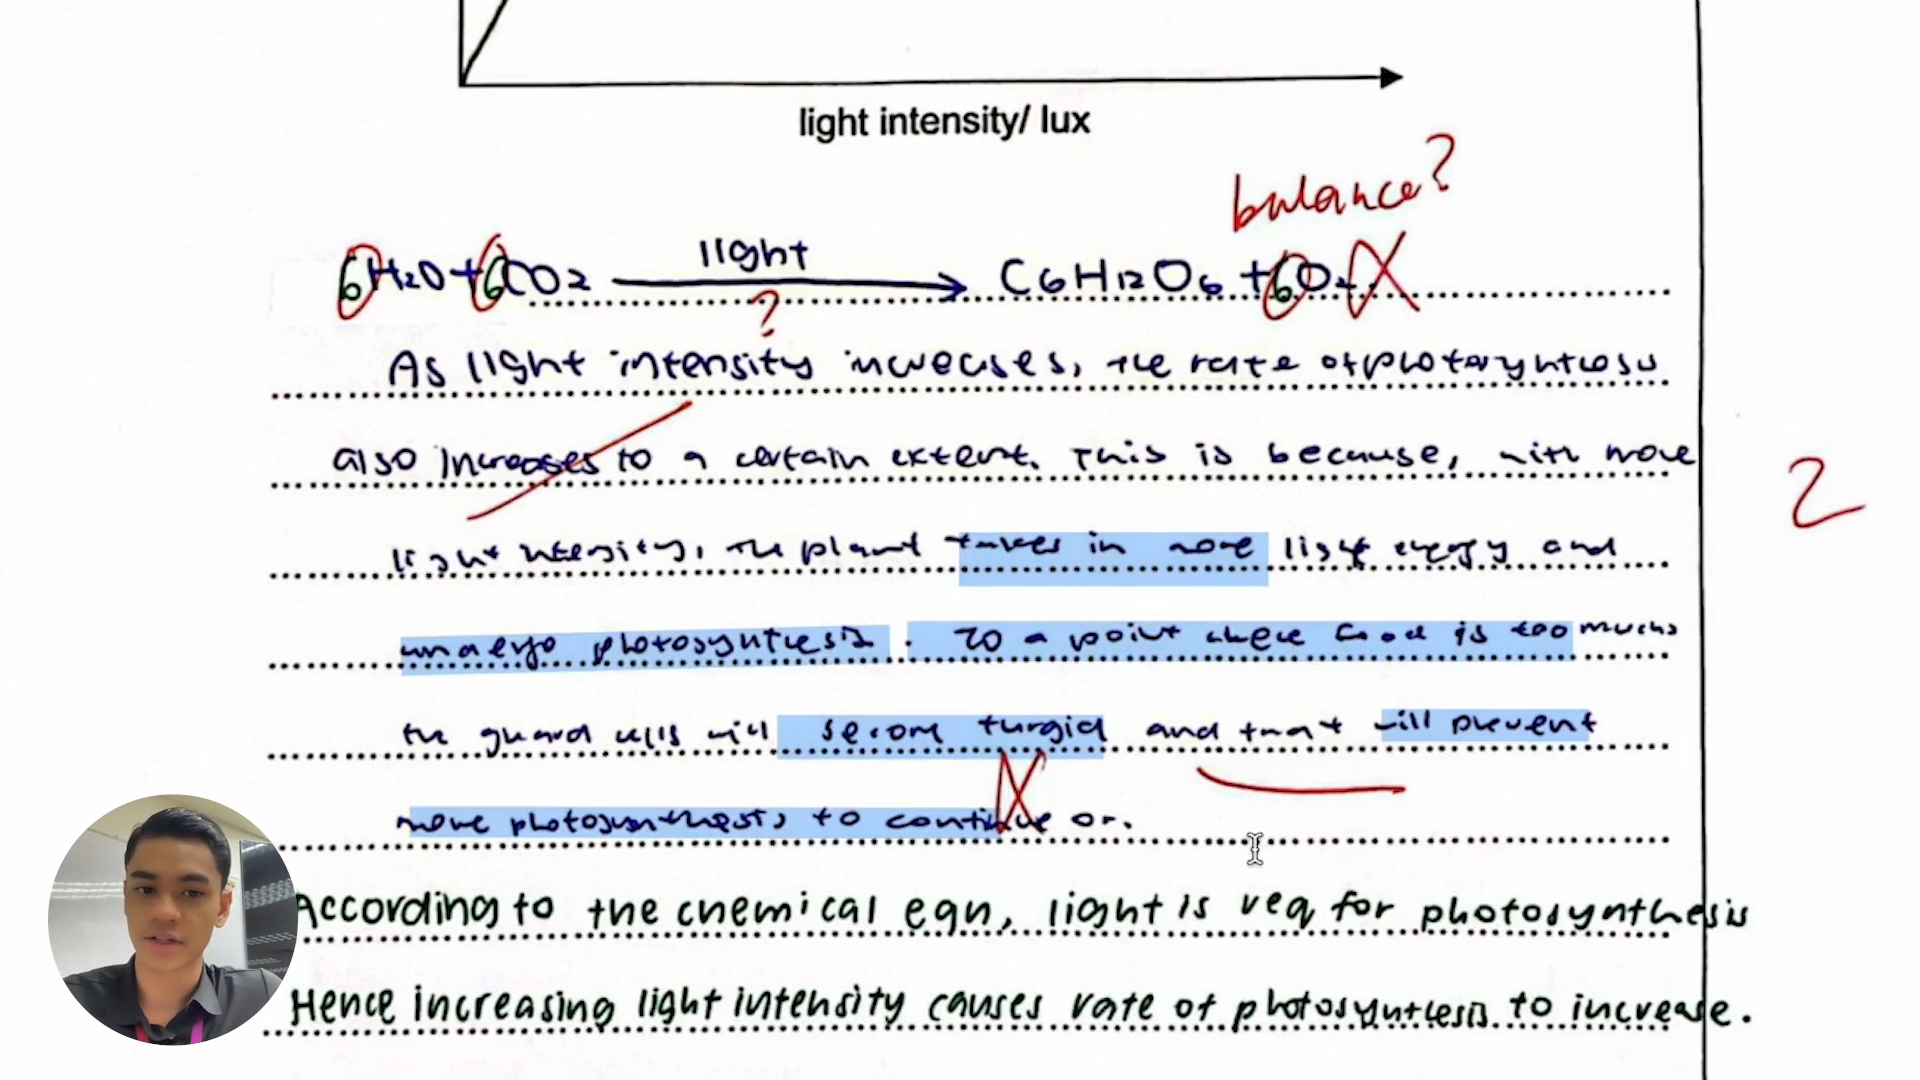 light intensity/ lux
balance?
6H2O + 6CO2 light C6H12O6 + 6O2
?
As light intensity increases, the rate of photosynthesis
also increases to a certain extent. This is because, with more
2
light intensity, the plant takes in more light energy and
undergo photosynthesis. To a point where food is too much
the guard cells will become turgid and that will prevent
more photosynthesis to continue on.
According to the chemical eqn, light is req for photosynthesis
Hence increasing light intensity causes rate of photosynthesis to increase.